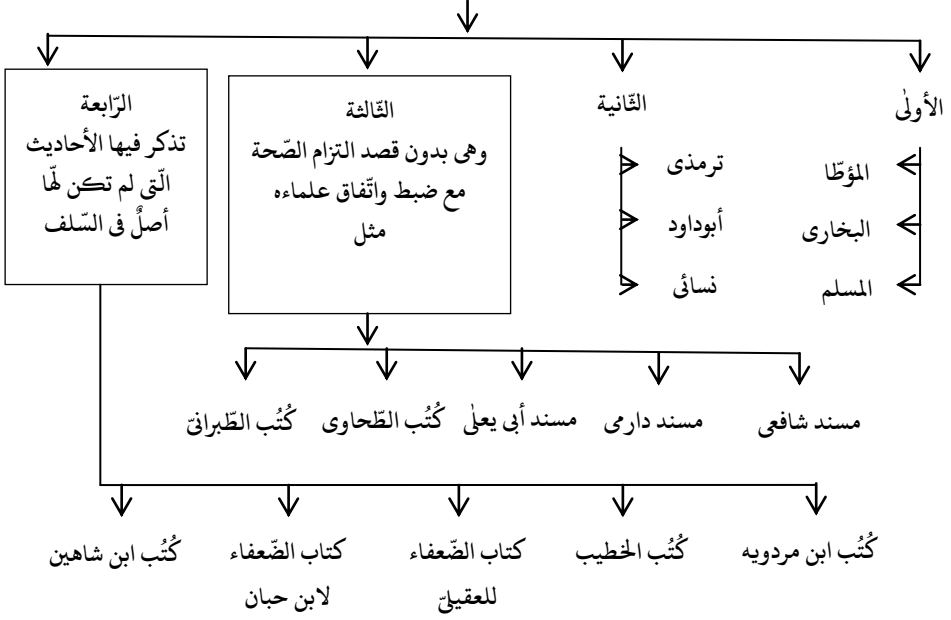 الأولٰى
المؤطّا
البخارى
المسلم
الثّانية
ترمذى
أبوداود
نسائى
الثّالثة
وهى بدون قصد التزام الصّحة
مع ضبط واتّفاق علماءه
مثل
الرّابعة
تذكر فيها الأحاديث
الّتى لم تكن لهّا
أصلٌ فى السّلف
مسند شافعى
مسند دارمى
مسند أبى يعلٰى
كُتُب الطّحاوى
كُتُب الطّبرانىّ
كُتُب ابن مردويه
كُتُب الخطيب
كتاب الضّعفاء
للعقيلىّ
كتاب الضّعفاء
لابن حبان
كُتُب ابن شاهين